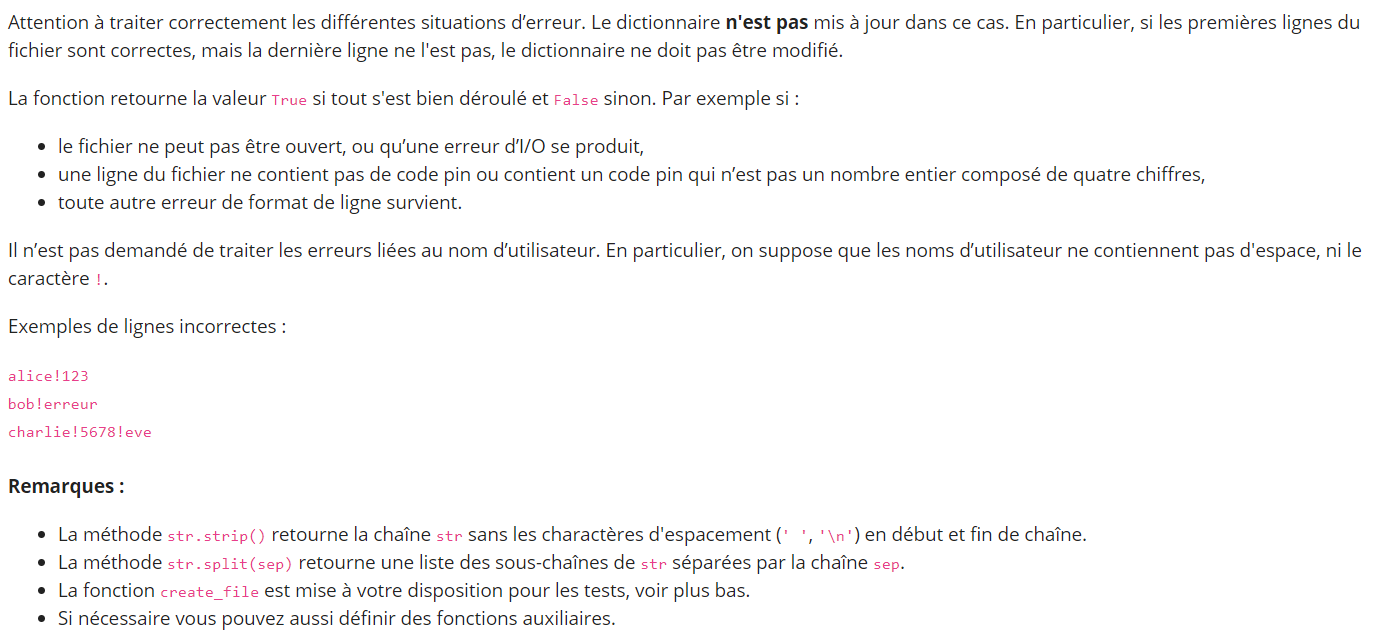 Attention à traiter correctement les différentes situations d’erreur. Le dictionnaire n'est pas mis à jour dans ce cas. En particulier, si les premières lignes du
fichier sont correctes, mais la dernière ligne ne l'est pas, le dictionnaire ne doit pas être modifié.
La fonction retourne la valeur True si tout s'est bien déroulé et False sinon. Par exemple si :
• le fichier ne peut pas être ouvert, ou qu’une erreur d’I/O se produit,
• une ligne du fichier ne contient pas de code pin ou contient un code pin qui n’est pas un nombre entier composé de quatre chiffres,
• toute autre erreur de format de ligne survient.
Il n’est pas demandé de traiter les erreurs liées au nom d’utilisateur. En particulier, on suppose que les noms d’utilisateur ne contiennent pas d'espace, ni le
caractère !.
Exemples de lignes incorrectes :
alice!123
bob!erreur
charlie!5678!eve
Remarques :
• La méthode str.strip() retourne la chaîne str sans les charactères d'espacement (' ', '\n') en début et fin de chaîne.
• La méthode str.split(sep) retourne une liste des sous-chaînes de str séparées par la chaîne sep.
• La fonction create_file est mise à votre disposition pour les tests, voir plus bas.
• Si nécessaire vous pouvez aussi définir des fonctions auxiliaires.